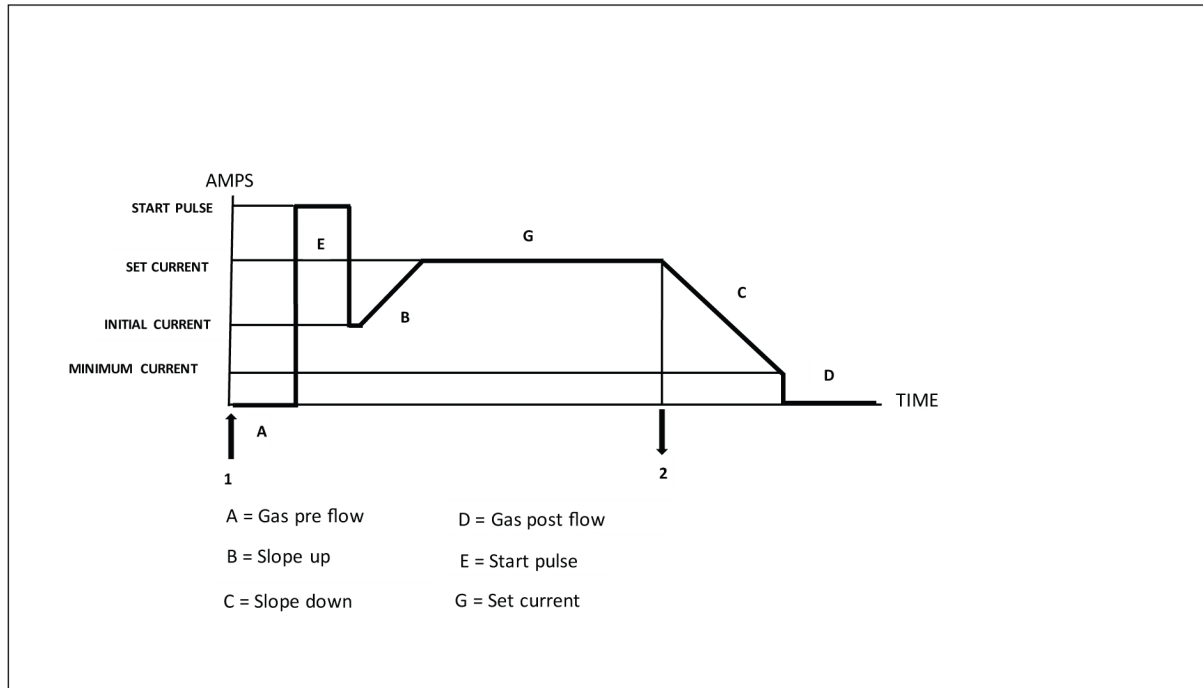 AMPS
START PULSE
E
G
SET CURRENT
C
B
INITIAL CURRENT
MINIMUM CURRENT
D
TIME
A
1
2
A = Gas pre flow
D = Gas post flow
B = Slope up
E = Start pulse
C = Slope down
G = Set current